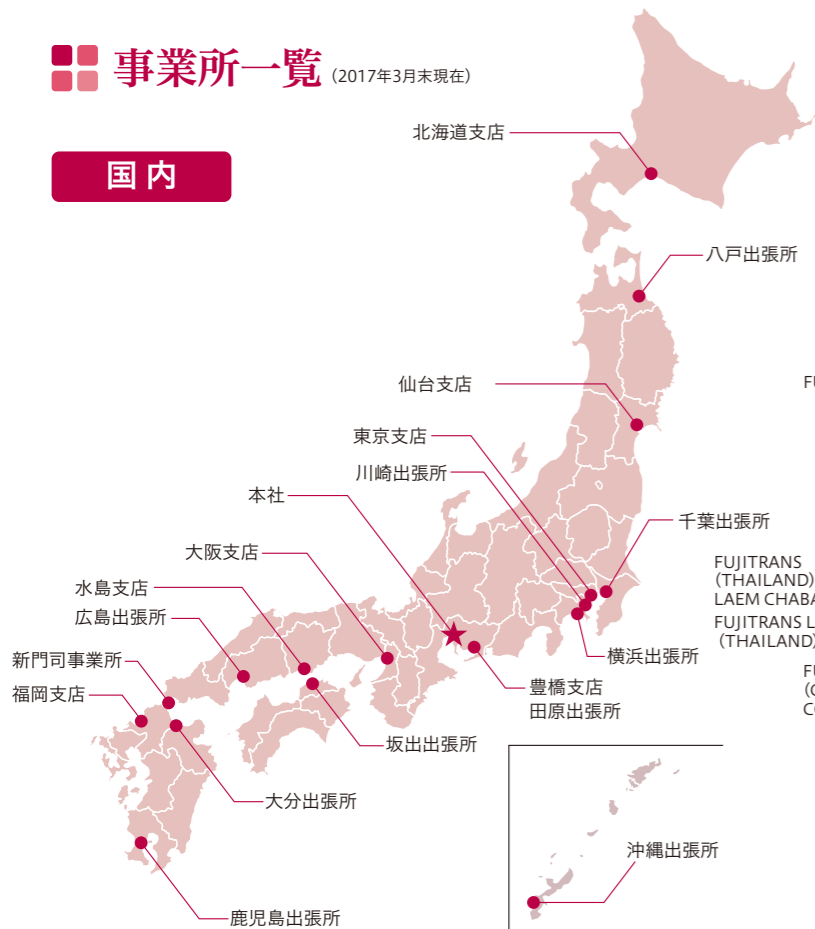 事業所一覧(2017年3月末現在)
国内
北海道支店
八戸出張所
仙台支店
東京支店
川崎出張所
本社
千葉出張所
大阪支店
水島支店
広島出張所
新門司事業所
福岡支店
横浜出張所
豊橋支店
田原出張所
坂出出張所
大分出張所
沖縄出張所
鹿児島出張所
FUJITRANS
(THAILAND)
LAEM CHABA
FUJITRANS L
(THAILAND)